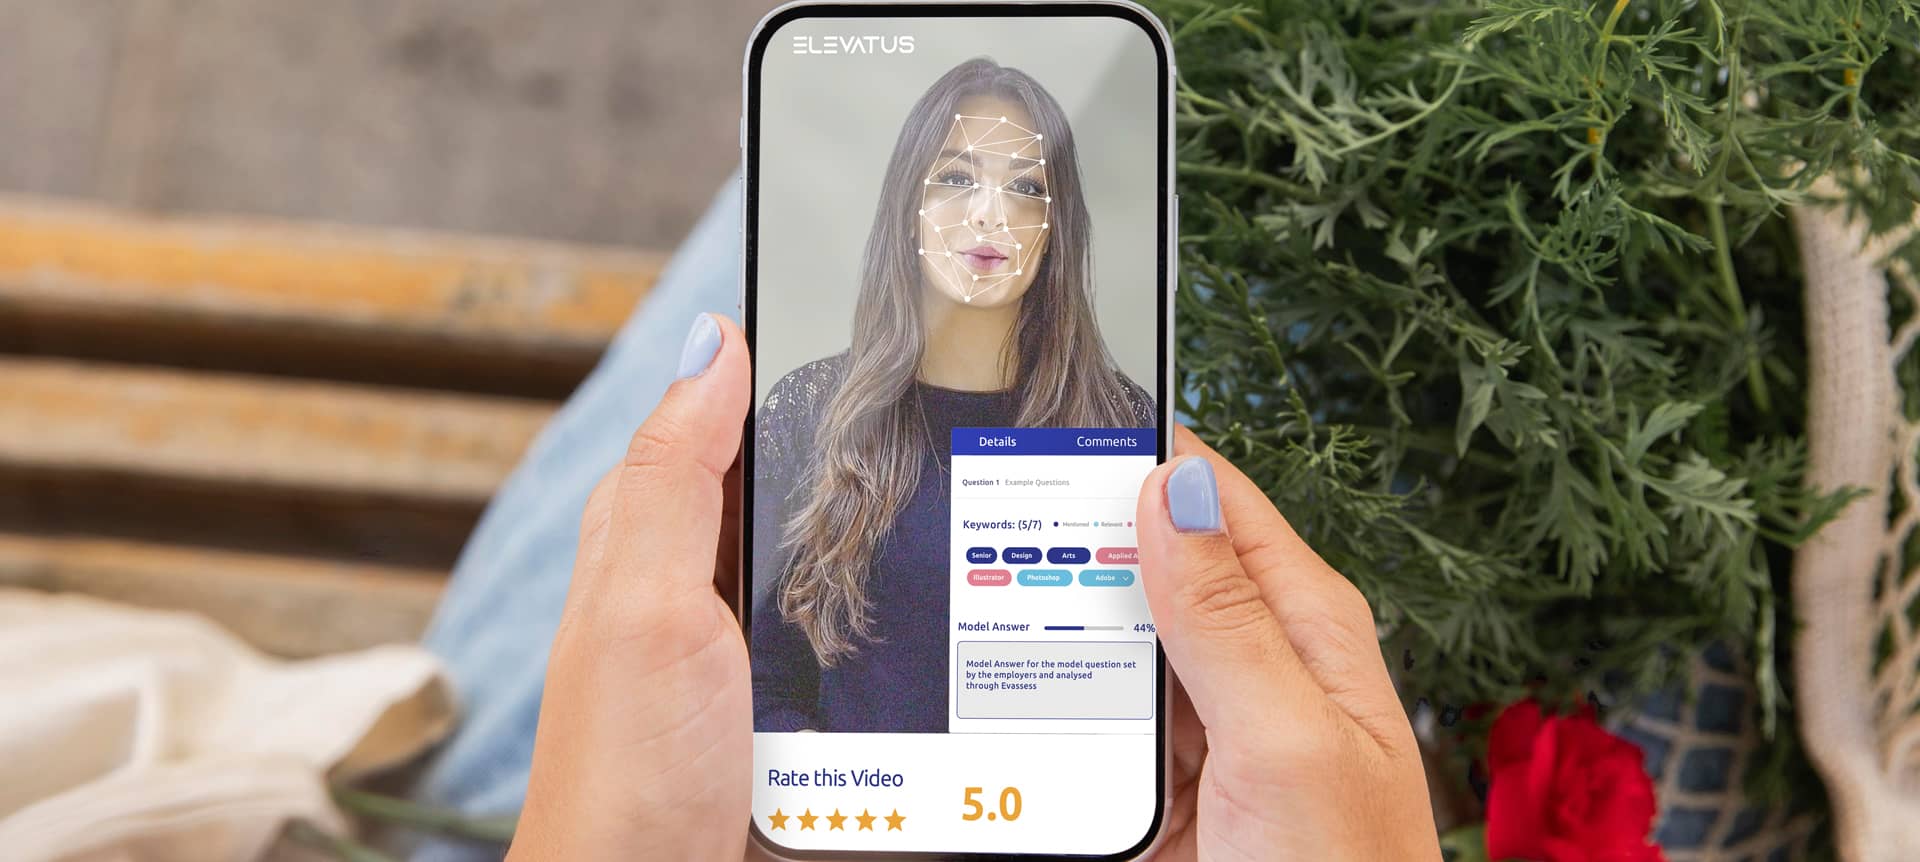 ELEVATUS
Details Comments
Question 1 Example Questions
Keywords: (5/7) Mentioned Relevant
Senior Design Arts Applied A
Illustrator Photoshop Adobe
Model Answer 44%
Model Answer for the model question set
by the employers and analysed
through Evassess
Rate this Video
5.0